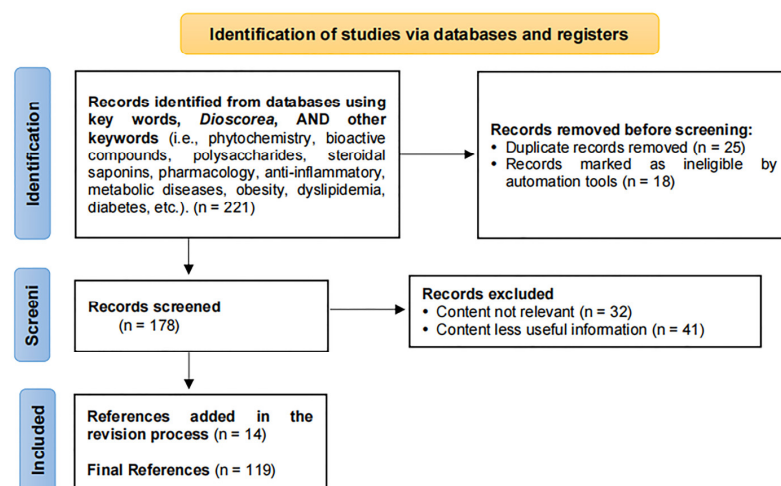 Identification of studies via databases and registers
Identification
Records identified from databases using
key words, Dioscorea, AND other
keywords (i.e., phytochemistry, bioactive
compounds, polysaccharides, steroidal
saponins, pharmacology, anti-inflammatory,
metabolic diseases, obesity, dyslipidemia,
diabetes, etc.). (n = 221)
Records removed before screening:
• Duplicate records removed (n = 25)
• Records marked as ineligible by
automation tools (n = 18)
Screeni
Records screened
(n = 178)
Records excluded
• Content not relevant (n = 32)
• Content less useful information (n = 41)
Included
References added in the
revision process (n = 14)
Final References (n = 119)